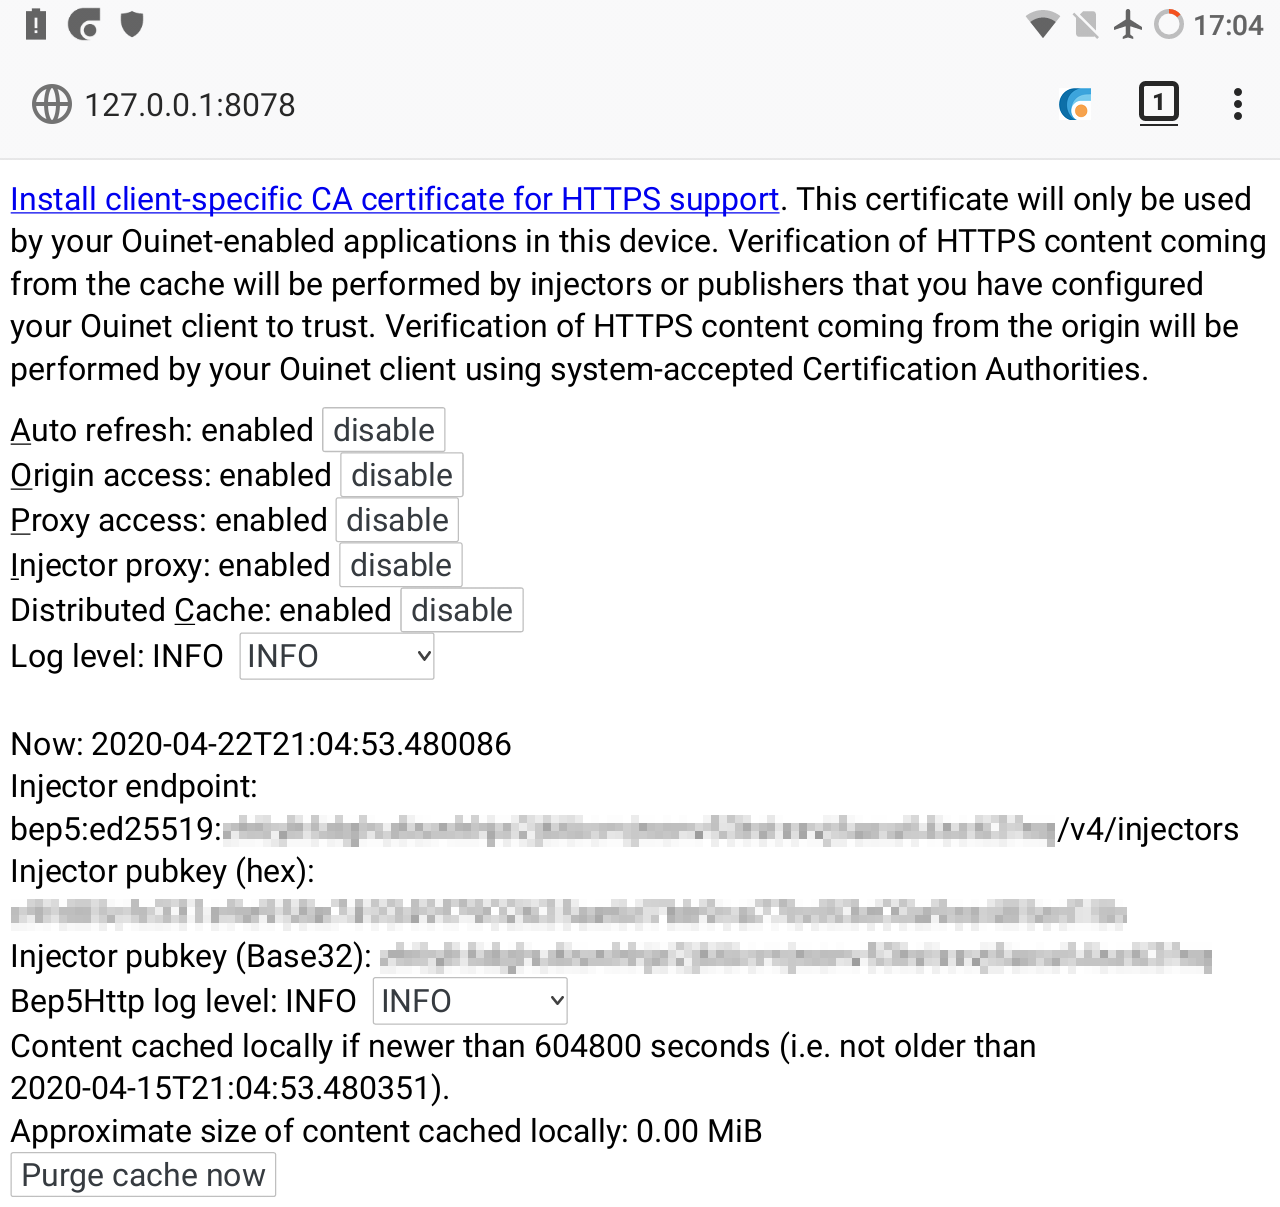 17:04
127.0.0.1:8078
1
Install client-specific CA certificate for HTTPS support. This certificate will only be used
by your Ouinet-enabled applications in this device. Verification of HTTPS content coming
from the cache will be performed by injectors or publishers that you have configured
your Ouinet client to trust. Verification of HTTPS content coming from the origin will be
performed by your Ouinet client using system-accepted Certification Authorities.
Auto refresh: enabled disable
Origin access: enabled disable
Proxy access: enabled disable
Injector proxy: enabled disable
Distributed Cache: enabled disable
Log level: INFO INFO
Now: 2020-04-22T21:04:53.480086
Injector endpoint:
bep5:ed25519: /v4/injectors
Injector pubkey (hex):
Injector pubkey (Base32):
Bep5Http log level: INFO INFO
Content cached locally if newer than 604800 seconds (i.e. not older than
2020-04-15T21:04:53.480351).
Approximate size of content cached locally: 0.00 MiB
Purge cache now